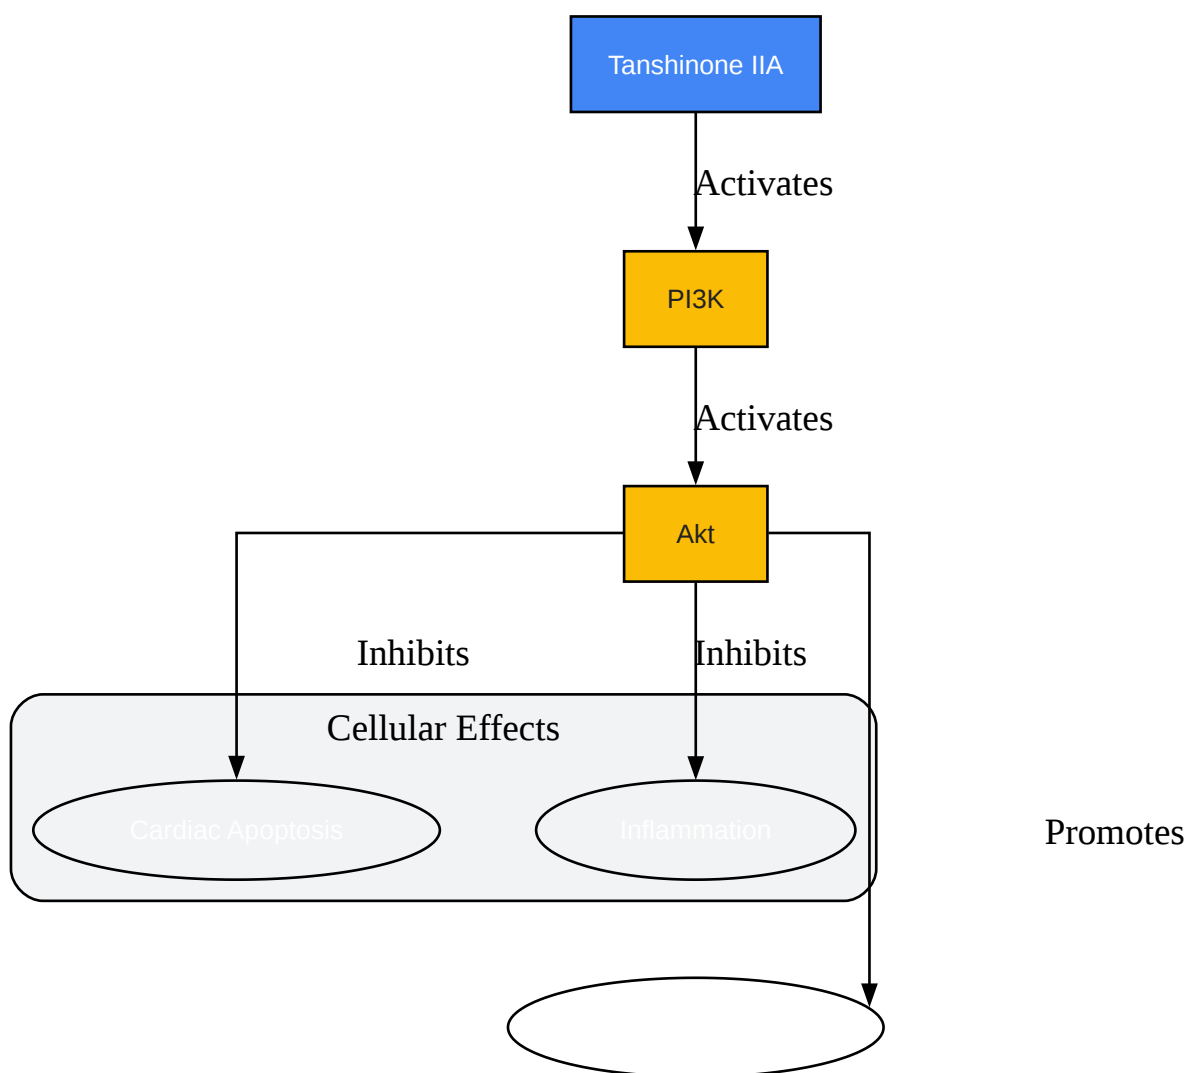 Tanshinone IIA
Activates
PI3K
Activates
Akt
Inhibits
Inhibits
Cellular Effects
Cardiac Apoptosis
Inflammation
Promotes